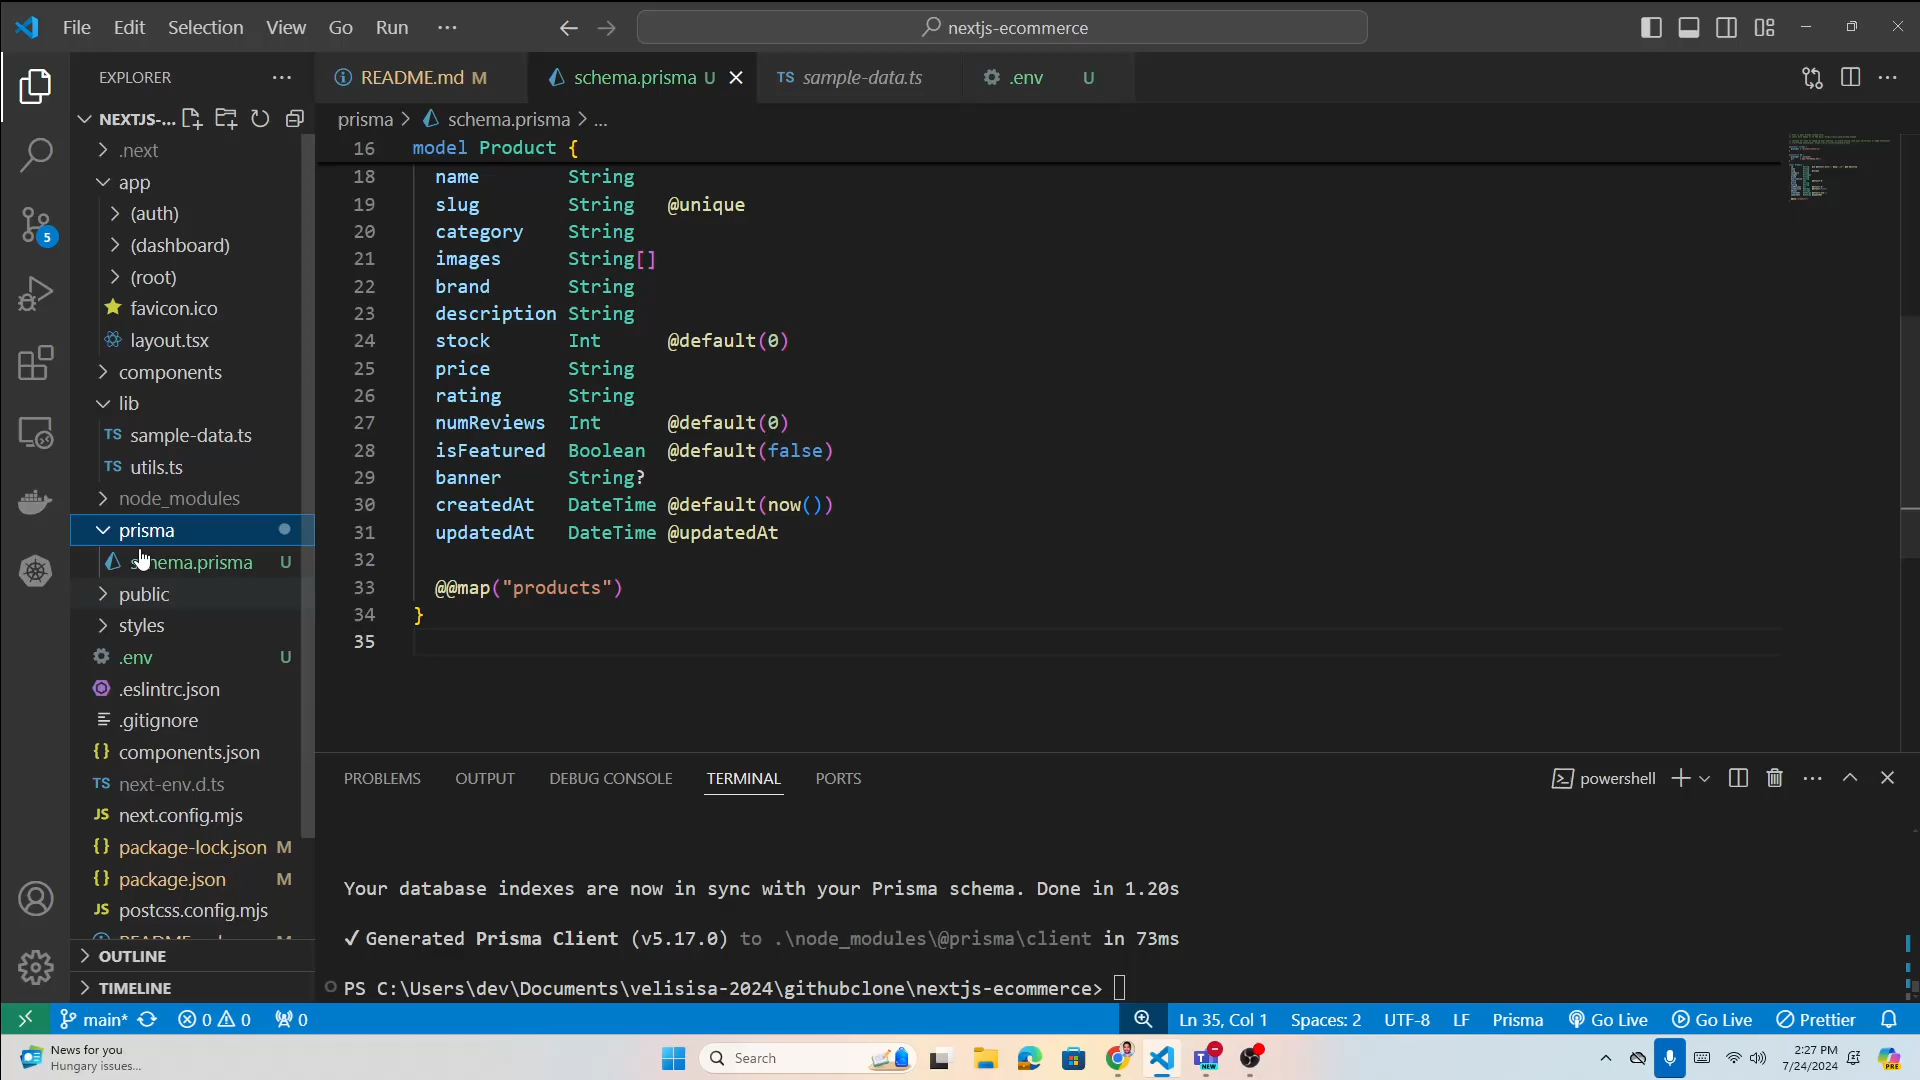 File Edit Selection View Go Run ···
nextjs-ecommerce
EXPLORER
README.md M
schema.prisma U
TS sample-data.ts
.env U
NEXTJS-...
prisma > schema.prisma > ...
.next
app
(auth)
(dashboard)
(root)
favicon.ico
layout.tsx
components
lib
TS sample-data.ts
TS utils.ts
node_modules
prisma
schema.prisma U
public
styles
.env U
.eslintrc.json
.gitignore
{} components.json
TS next-env.d.ts
JS next.config.mjs
{} package-lock.json M
{} package.json M
JS postcss.config.mjs
OUTLINE
TIMELINE
16 model Product {
18 name String
19 slug String @unique
20 category String
21 images String[]
22 brand String
23 description String
24 stock Int @default(0)
25 price String
26 rating String
27 numReviews Int @default(0)
28 isFeatured Boolean @default(false)
29 banner String?
30 createdAt DateTime @default(now())
31 updatedAt DateTime @updatedAt
32
33 @@map("products")
34 }
35
PROBLEMS OUTPUT DEBUG CONSOLE TERMINAL PORTS
powershell
Your database indexes are now in sync with your Prisma schema. Done in 1.20s
✓ Generated Prisma Client (v5.17.0) to .\node_modules\@prisma\client in 73ms
PS C:\Users\dev\Documents\velisisa-2024\githubclone\nextjs-ecommerce>
5
main* 0 0 0
Ln 35, Col 1 Spaces: 2 UTF-8 LF Prisma Go Live Go Live Prettier
News for you
Hungary issues...
Search
NEW
2:27 PM
7/24/2024
PRE